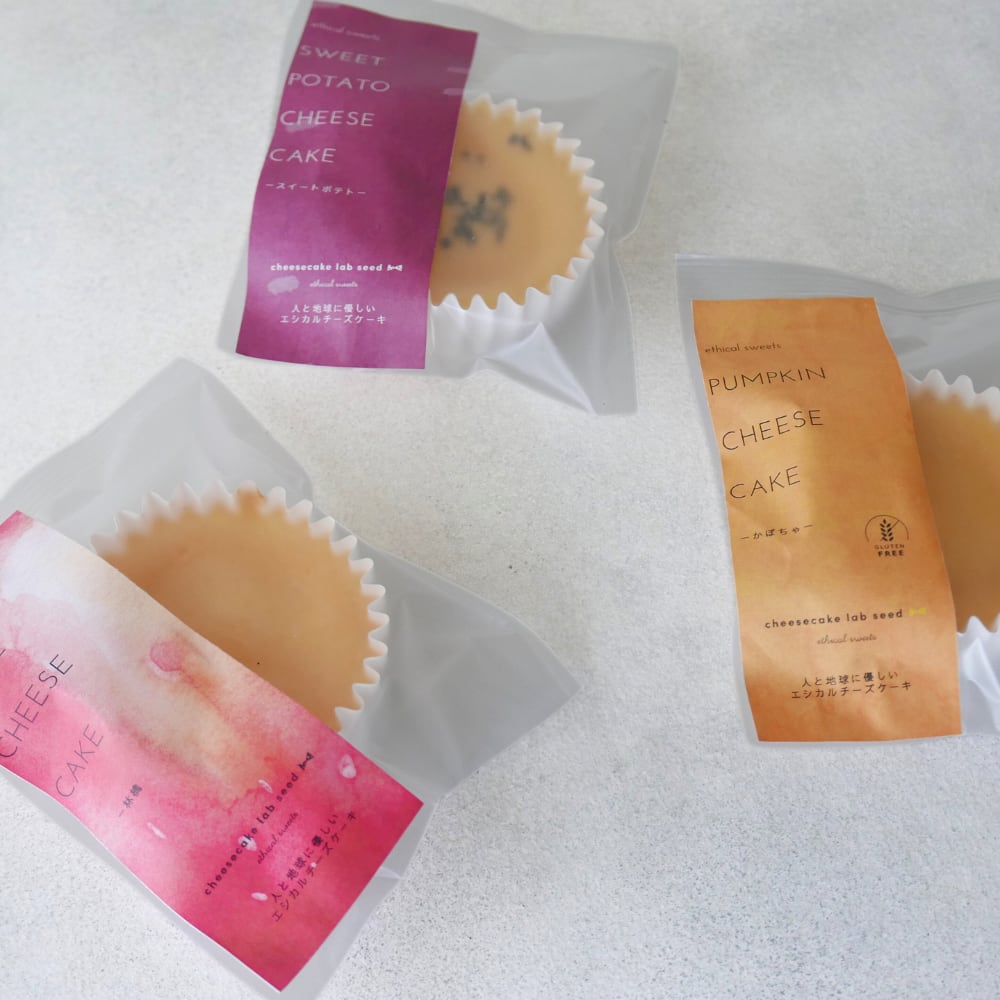 ethical sweets
SWEET
POTATO
CHEESE
CAKE
ースイートポテトー
cheesecake lab seed
ethical sweets
人と地球に優しい
エシカルチーズケーキ
ethical sweets
PUMPKIN
CHEESE
CAKE
ーかぼちゃー
GLUTEN
FREE
cheesecake lab seed
ethical sweets
人と地球に優しい
エシカルチーズケーキ
CHEESE
CAKE
ー林檎
cheesecake lab seed
ethical sweets
人と地球に優しい
エシカルチーズケーキ